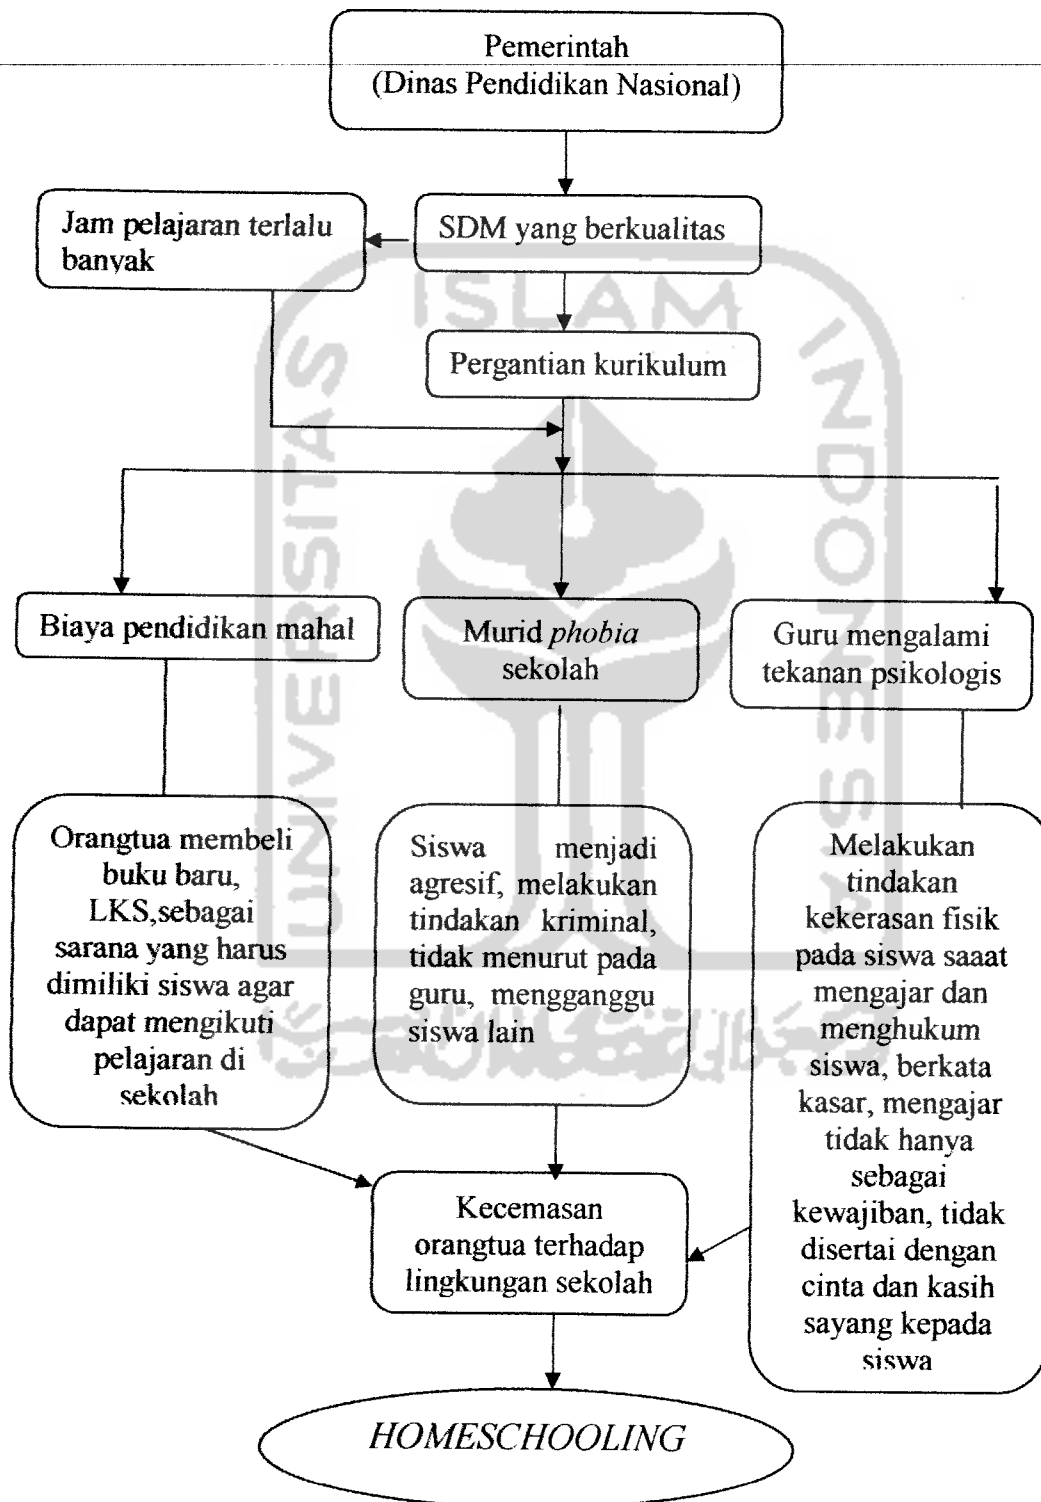 Pemerintah
(Dinas Pendidikan Nasional)
Jam pelajaran terlalu
banyak
SDM yang berkualitas
Pergantian kurikulum
Biaya pendidikan mahal
Murid phobia
sekolah
Guru mengalami
tekanan psikologis
Orangtua membeli
buku baru,
LKS,sebagai
sarana yang harus
dimiliki siswa agar
dapat mengikuti
pelajaran di
sekolah
Siswa menjadi
agresif, melakukan
tindakan kriminal,
tidak menurut pada
guru, mengganggu
siswa lain
Melakukan
tindakan
kekerasan fisik
pada siswa saaat
mengajar dan
menghukum
siswa, berkata
kasar, mengajar
tidak hanya
sebagai
kewajiban, tidak
disertai dengan
cinta dan kasih
sayang kepada
siswa
Kecemasan
orangtua terhadap
lingkungan sekolah
HOMESCHOOLING
UNIVERSITAS
ISLAM
INDONESIA